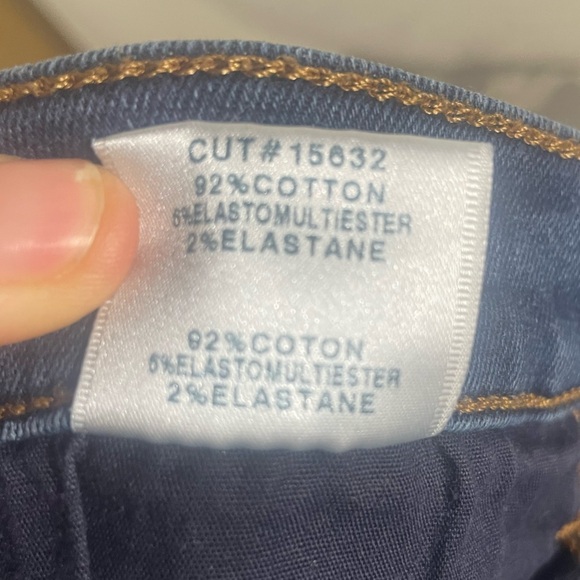 CUT#15632
92%COTTON
6%ELASTOMULTIESTER
2%ELASTANE
92%COTON
6%ELASTOMULTIESTER
2%ELASTANE